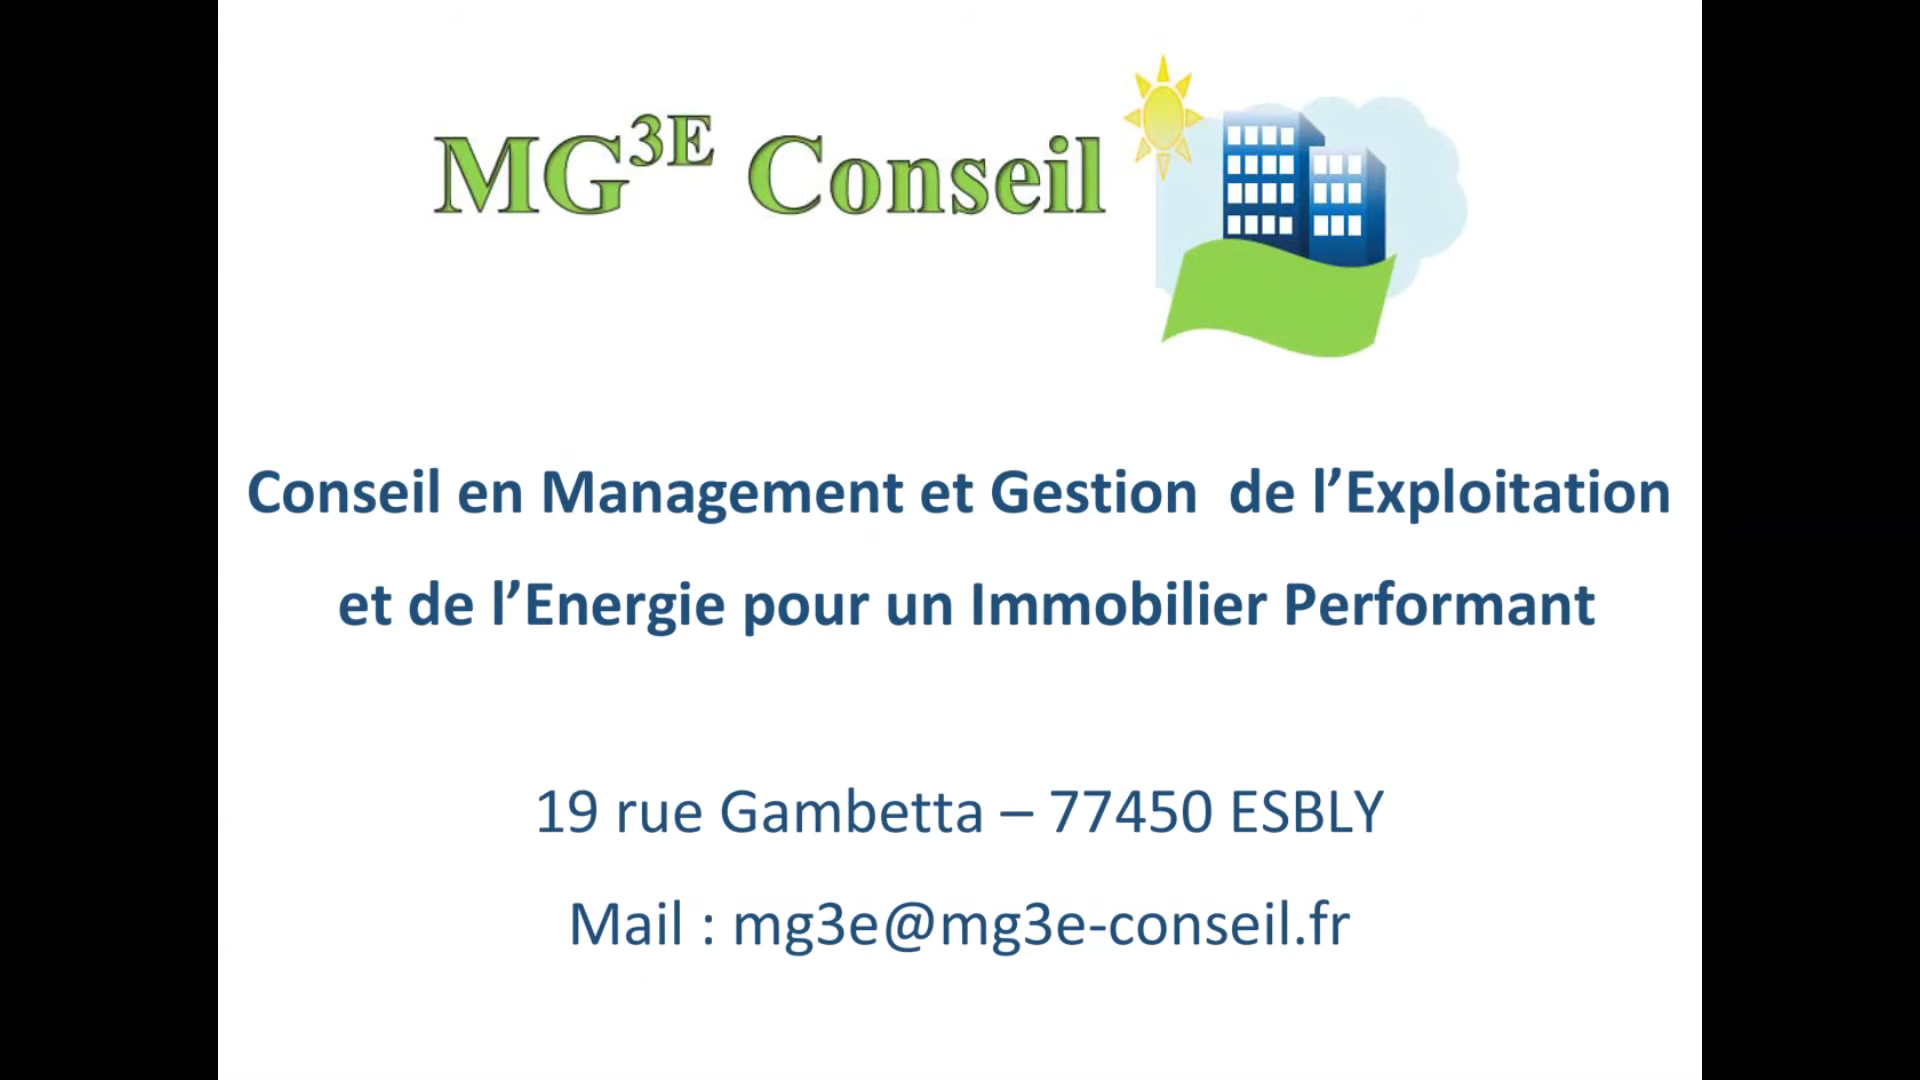 MG³ᴱ Conseil
Conseil en Management et Gestion  de l’Exploitation
et de l’Energie pour un Immobilier Performant
19 rue Gambetta – 77450 ESBLY
Mail : mg3e@mg3e-conseil.fr